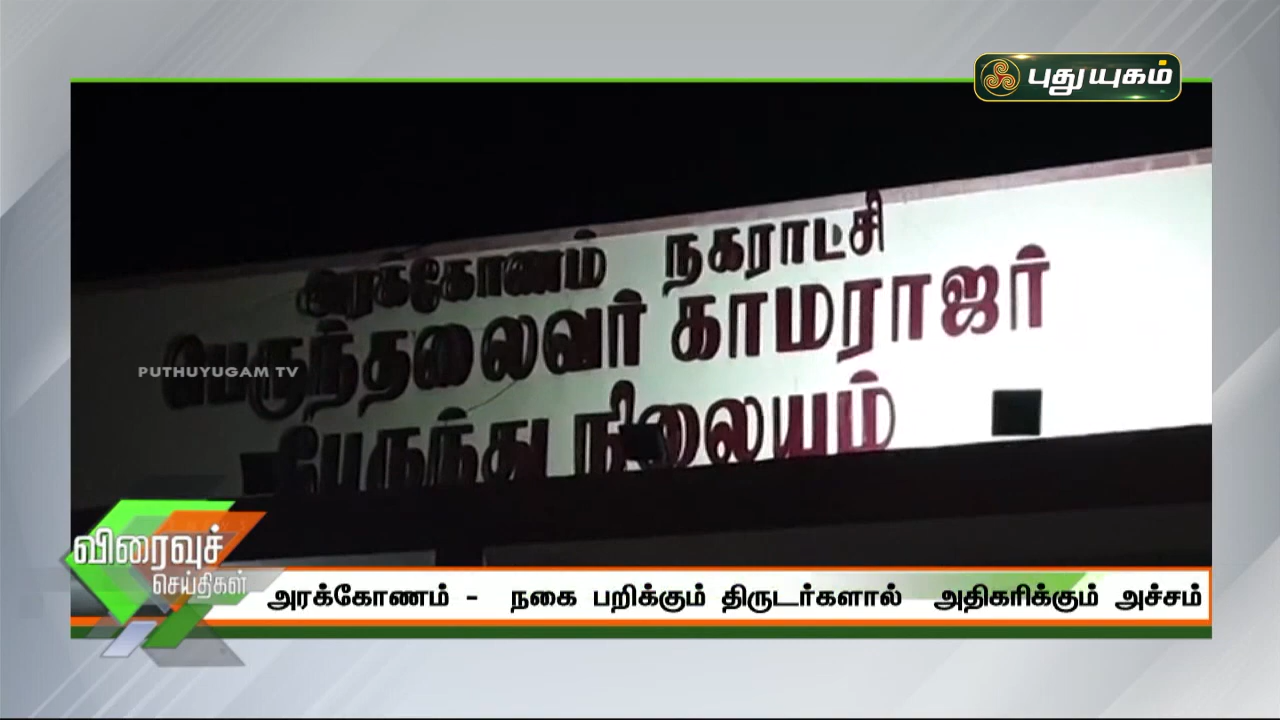 புதுயுகம்
அரக்கோணம் நகராட்சி
பெருந்தலைவர் காமராஜர்
PUTHUYUGAM TV
பேருந்து நிலையம்
விரைவுச்
செய்திகள்
அரக்கோணம் - நகை பறிக்கும் திருடர்களால் அதிகரிக்கும் அச்சம்